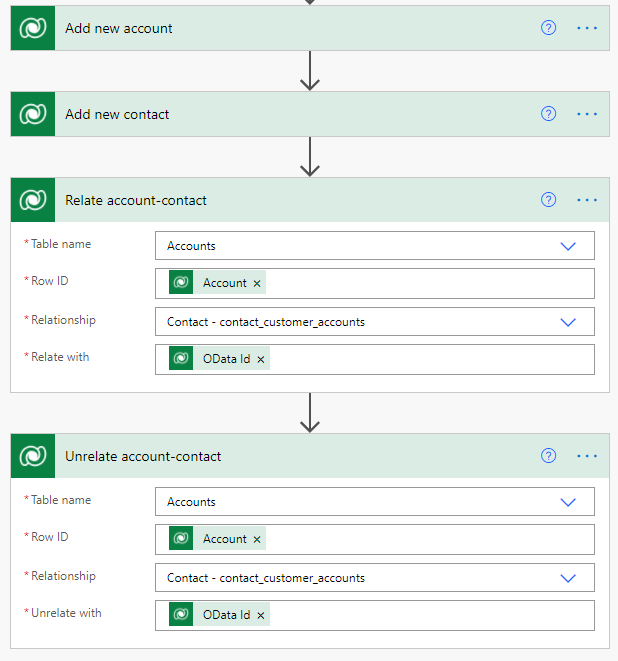 Add new account
Add new contact
Relate account-contact
* Table name Accounts
* Row ID Account ×
* Relationship Contact - contact_customer_accounts
* Relate with OData Id ×
Unrelate account-contact
* Table name Accounts
* Row ID Account ×
* Relationship Contact - contact_customer_accounts
* Unrelate with OData Id ×